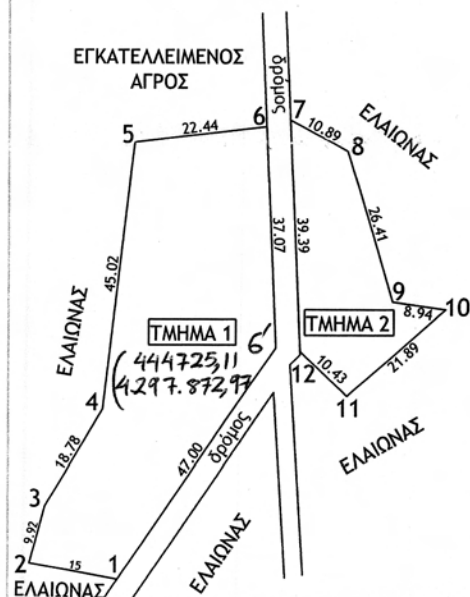 ΕΓΚΑΤΕΛΛΕΙΜΕΝΟΣ
ΑΓΡΟΣ
δρόμος
5
22.44
6
7
10.89
8
ΕΛΑΙΩΝΑΣ
45.02
37.07
39.39
26.41
ΕΛΑΙΩΝΑΣ
9
8.94
10
ΤΜΗΜΑ 1
6'
ΤΜΗΜΑ 2
(444725,11
4.297.872,97
12
10.43
21.89
11
4
18.78
47.00
δρόμος
ΕΛΑΙΩΝΑΣ
3
9.92
2
15
1
ΕΛΑΙΩΝΑΣ
ΕΛΑΙΩΝΑΣ